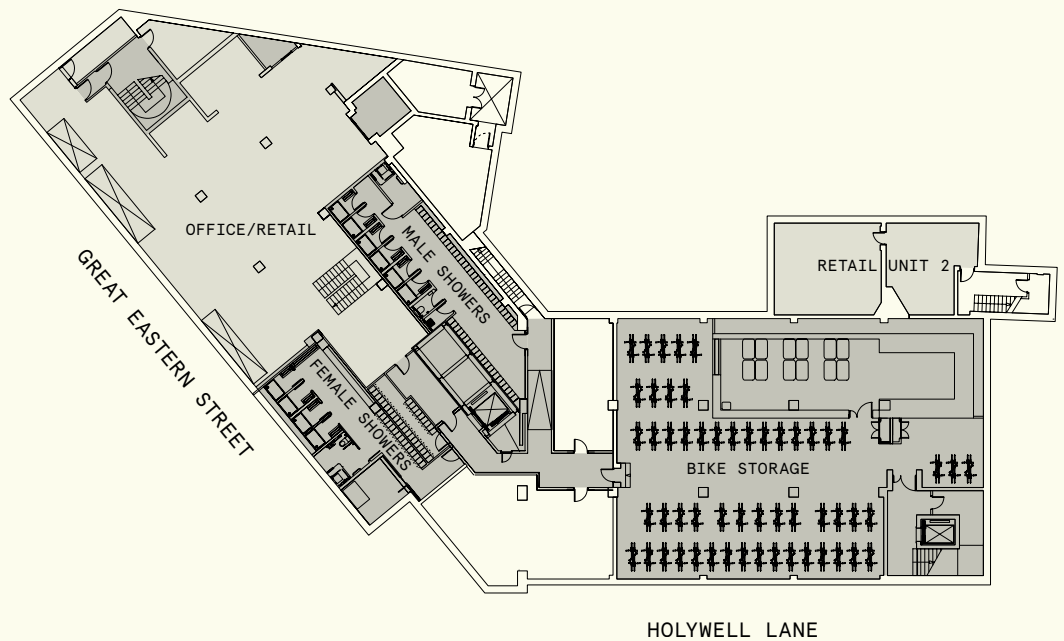 OFFICE/RETAIL
MALE SHOWERS
GREAT EASTERN STREET
RETAIL UNIT 2
FEMALE SHOWERS
BIKE STORAGE
HOLYWELL LANE